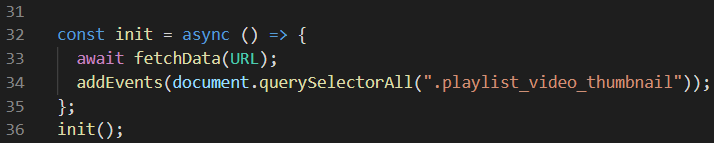 31
32 const init = async () => {
33 await fetchData(URL);
34 addEvents(document.querySelectorAll(".playlist_video_thumbnail"));
35 };
36 init();